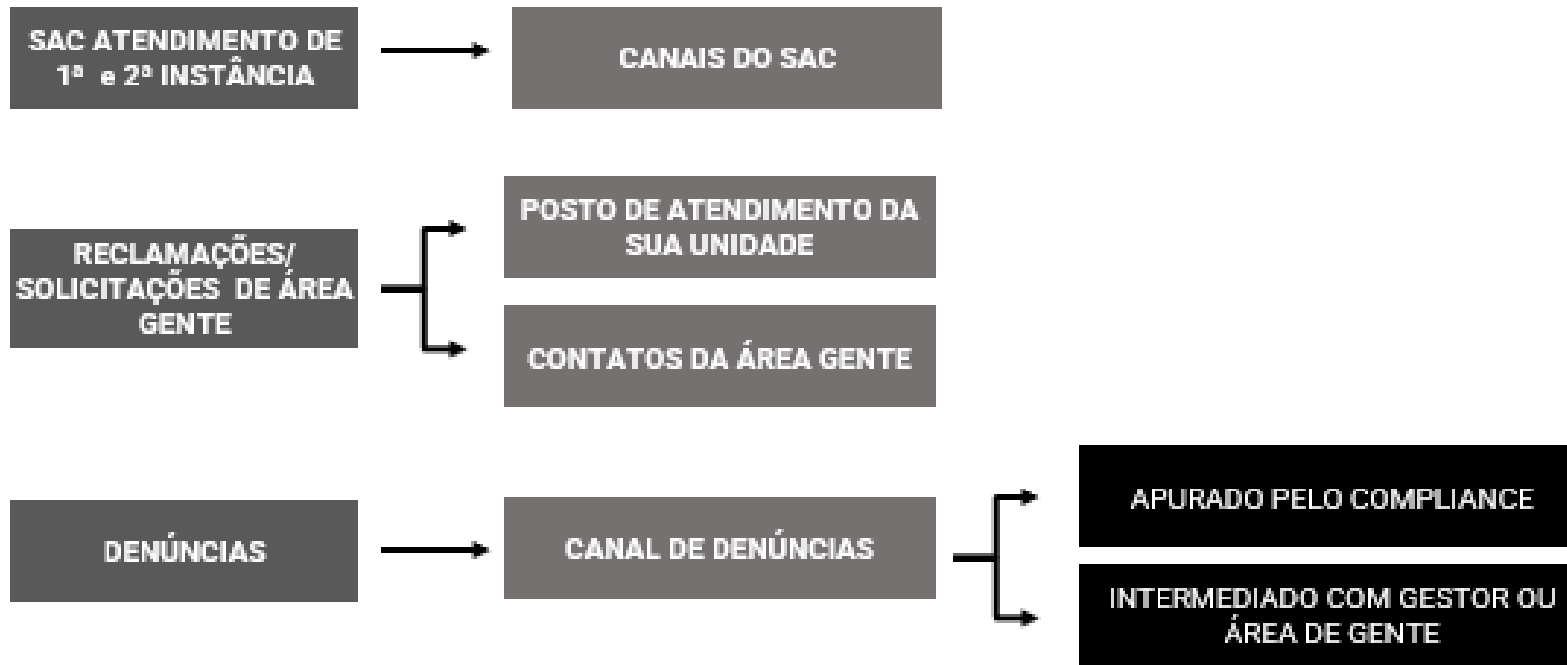 SAC ATENDIMENTO DE
1ª e 2ª INSTÂNCIA
CANAIS DO SAC
RECLAMAÇÕES/
SOLICITAÇÕES DE ÁREA
GENTE
POSTO DE ATENDIMENTO DA
SUA UNIDADE
CONTATOS DA ÁREA GENTE
DENÚNCIAS
CANAL DE DENÚNCIAS
APURADO PELO COMPLIANCE
INTERMEDIADO COM GESTOR OU
ÁREA DE GENTE